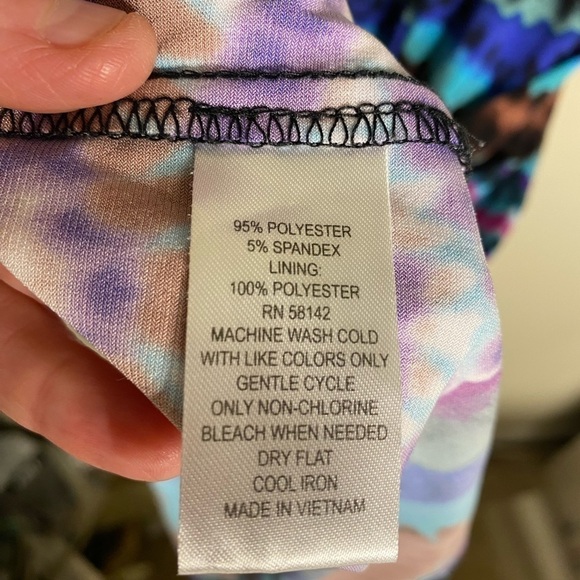 95% POLYESTER
5% SPANDEX
LINING:
100% POLYESTER
RN 58142
MACHINE WASH COLD
WITH LIKE COLORS ONLY
GENTLE CYCLE
ONLY NON-CHLORINE
BLEACH WHEN NEEDED
DRY FLAT
COOL IRON
MADE IN VIETNAM